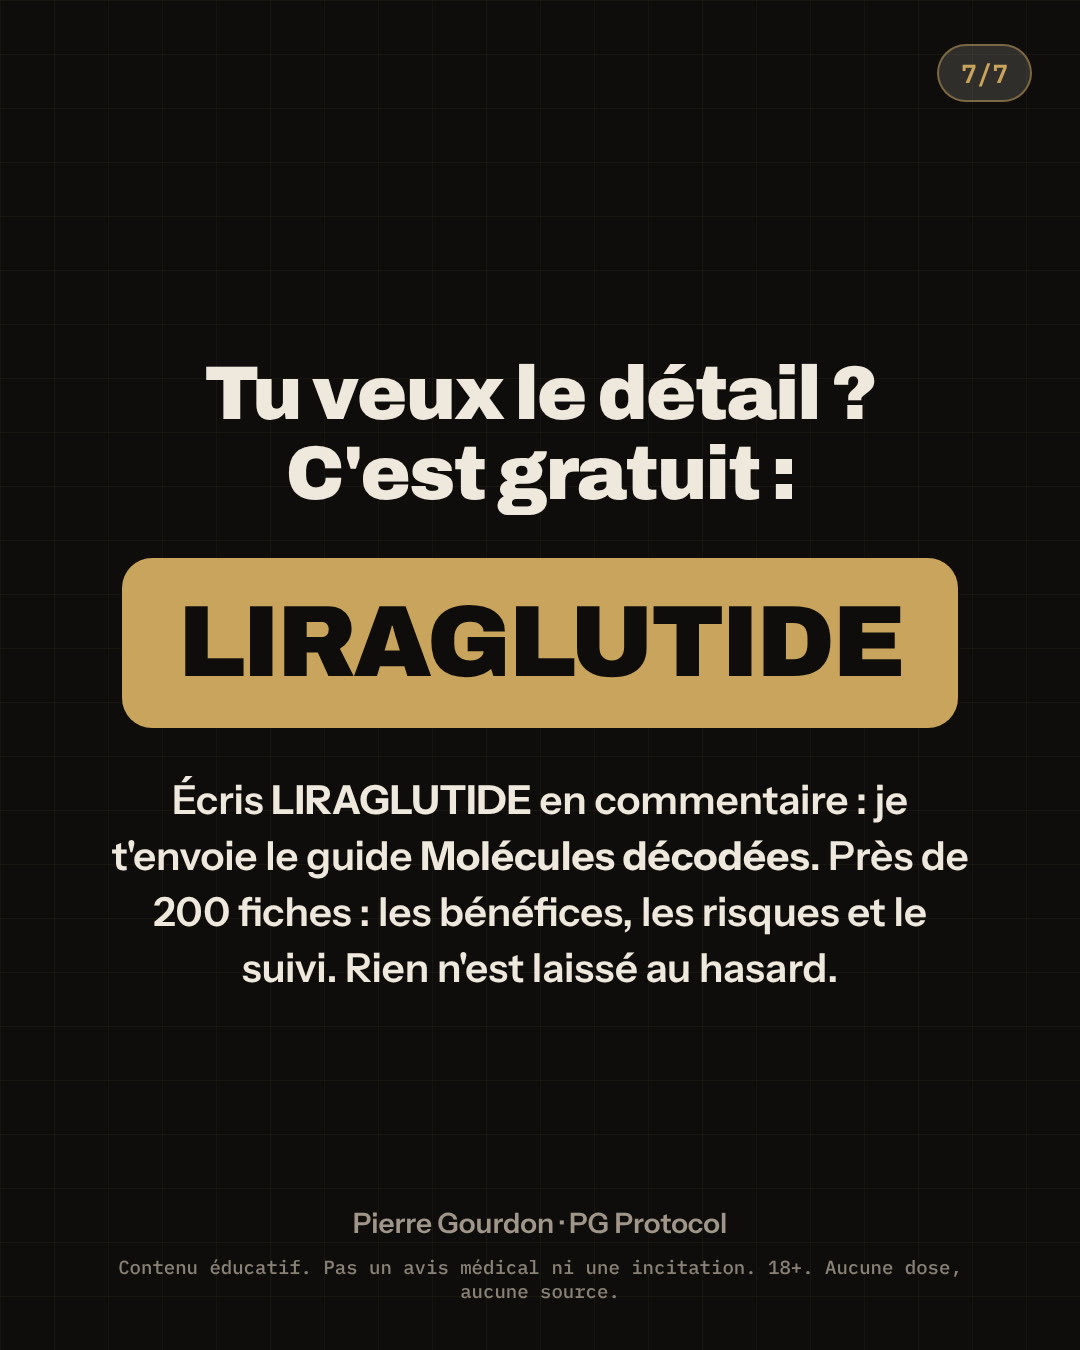 7/7
Tu veux le détail ?
C'est gratuit :
LIRAGLUTIDE
Écris LIRAGLUTIDE en commentaire : je
t'envoie le guide Molécules décodées. Près de
200 fiches : les bénéfices, les risques et le
suivi. Rien n'est laissé au hasard.
Pierre Gourdon · PG Protocol
Contenu éducatif. Pas un avis médical ni une incitation. 18+. Aucune dose,
aucune source.